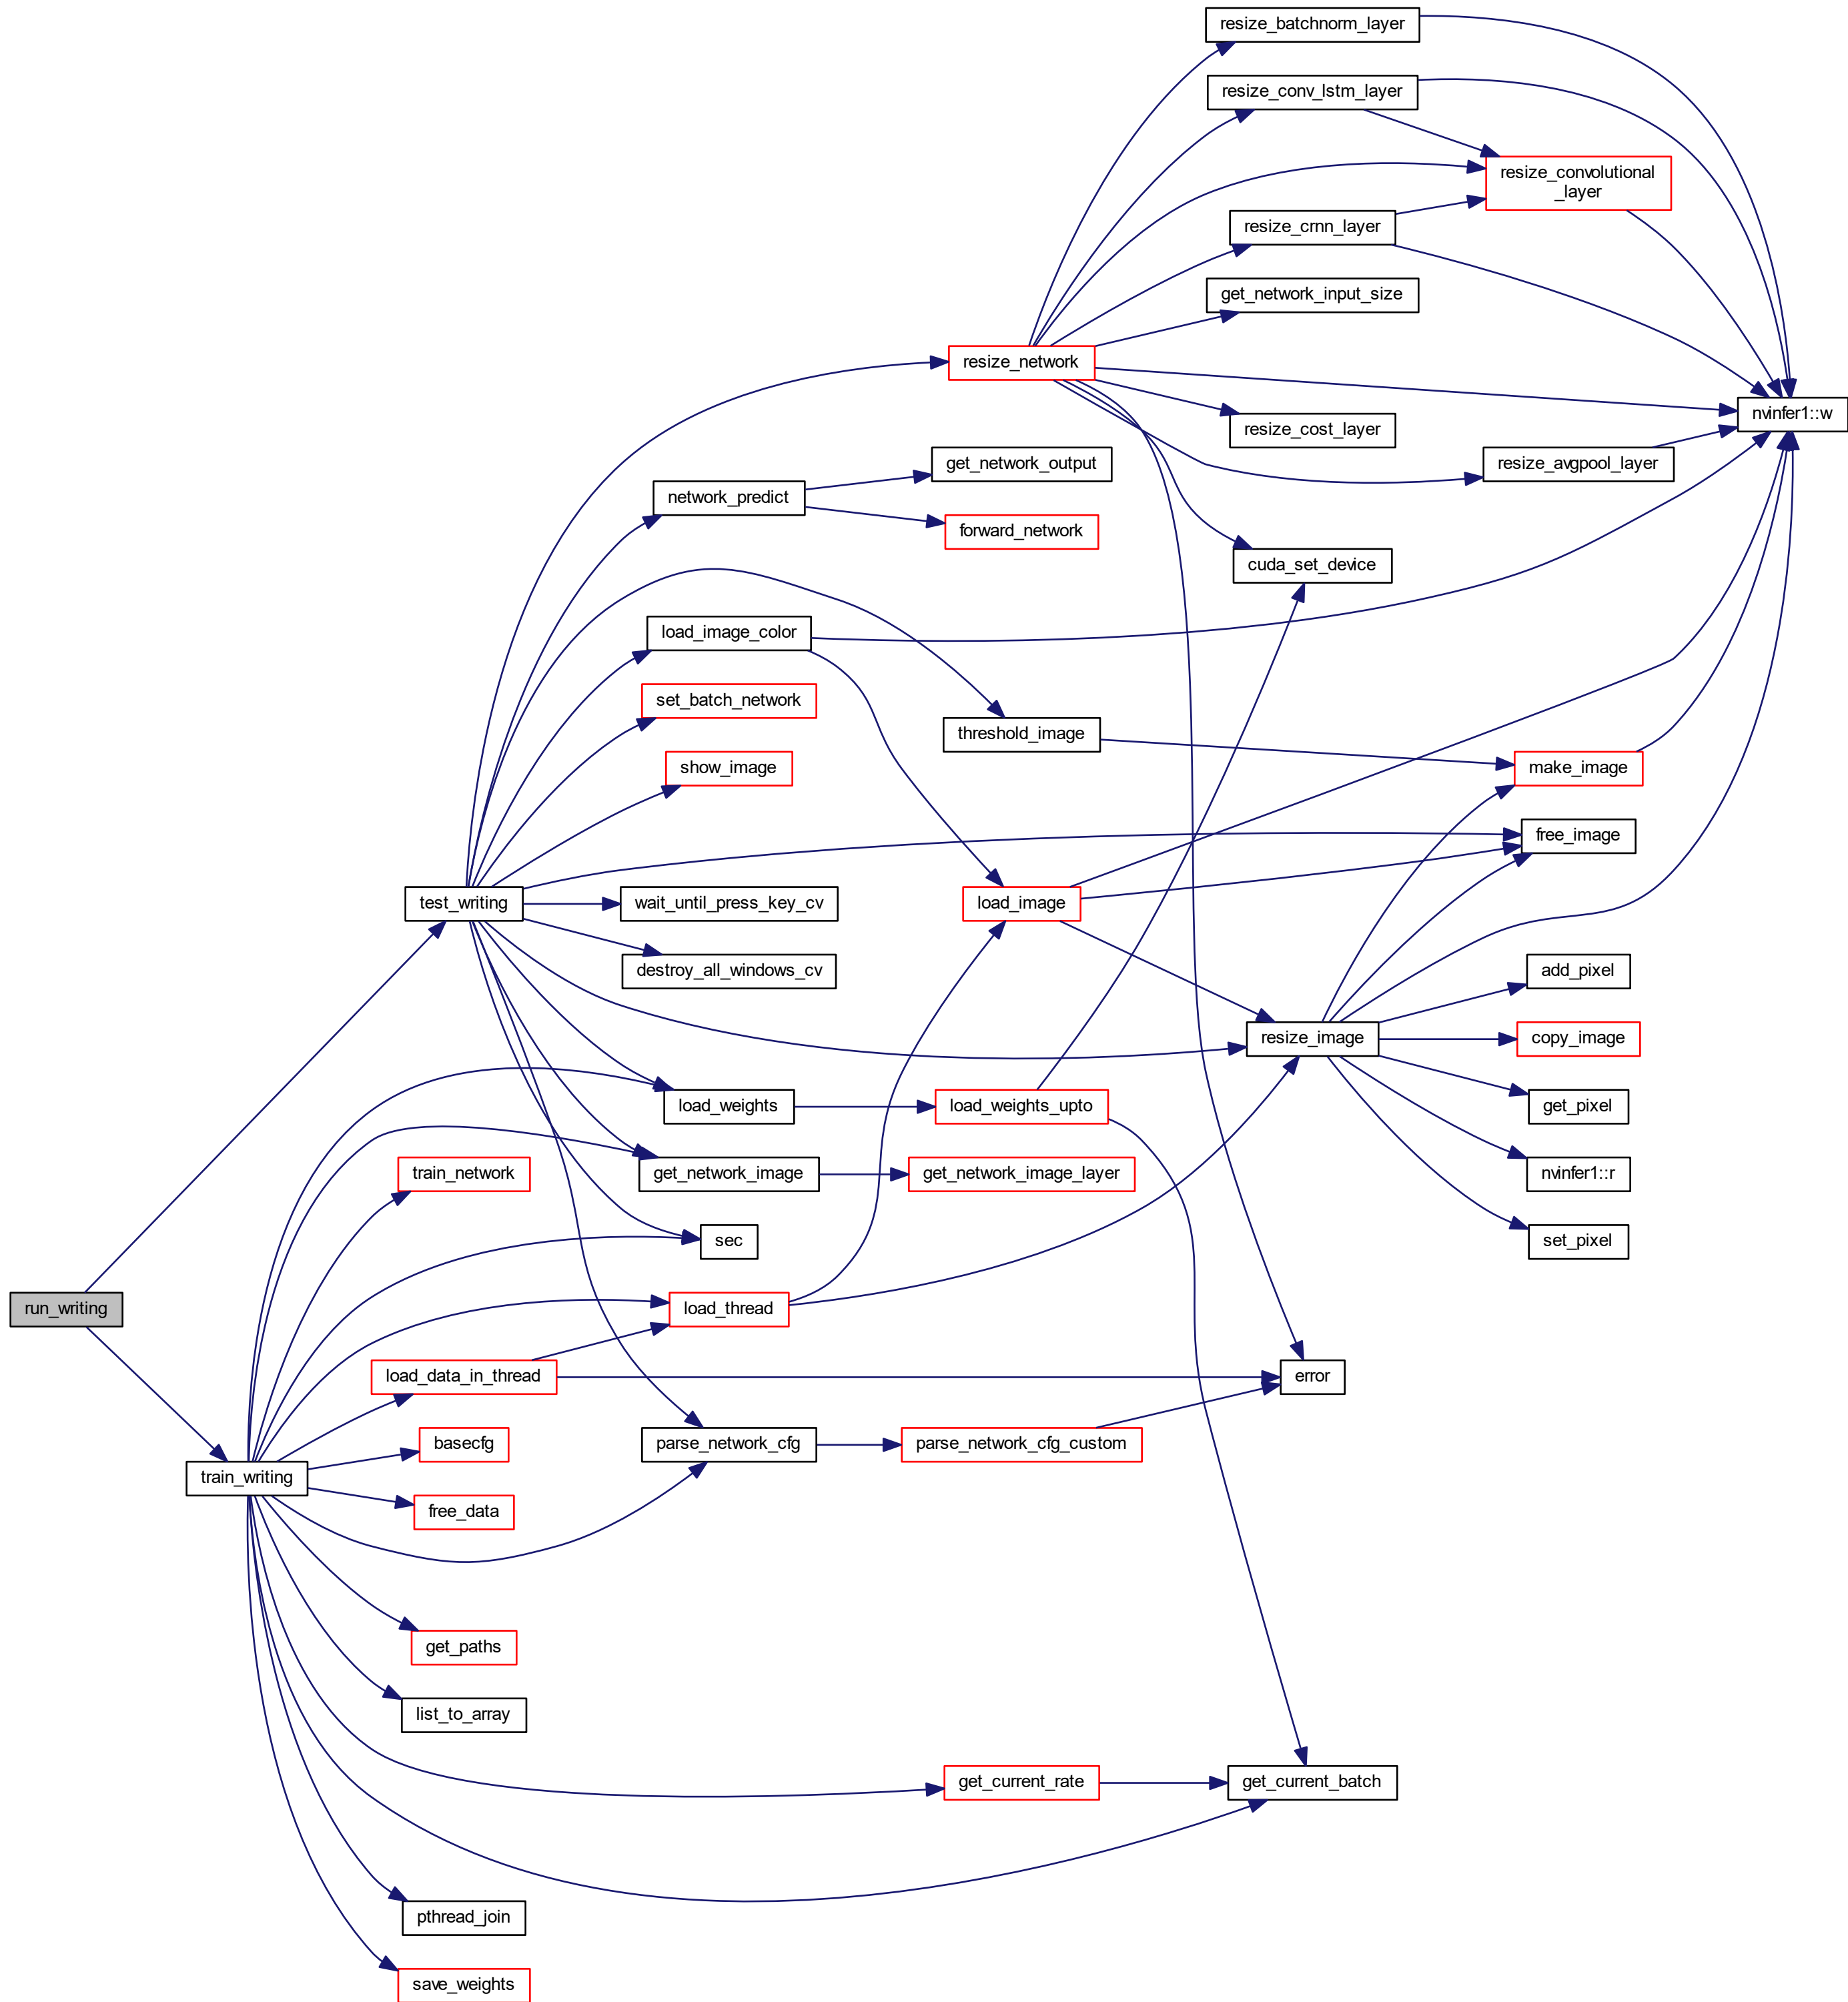 resize_batchnorm_layer
resize_conv_lstm_layer
resize_convolutional
_layer
resize_crnn_layer
get_network_input_size
resize_network
nvinfer1::w
resize_cost_layer
get_network_output
resize_avgpool_layer
network_predict
forward_network
cuda_set_device
load_image_color
set_batch_network
threshold_image
show_image
make_image
free_image
test_writing
wait_until_press_key_cv
load_image
destroy_all_windows_cv
add_pixel
resize_image
copy_image
load_weights
load_weights_upto
get_pixel
train_network
get_network_image
get_network_image_layer
nvinfer1::r
sec
set_pixel
run_writing
load_thread
load_data_in_thread
error
basecfg
parse_network_cfg
parse_network_cfg_custom
train_writing
free_data
get_paths
list_to_array
get_current_rate
get_current_batch
pthread_join
save_weights